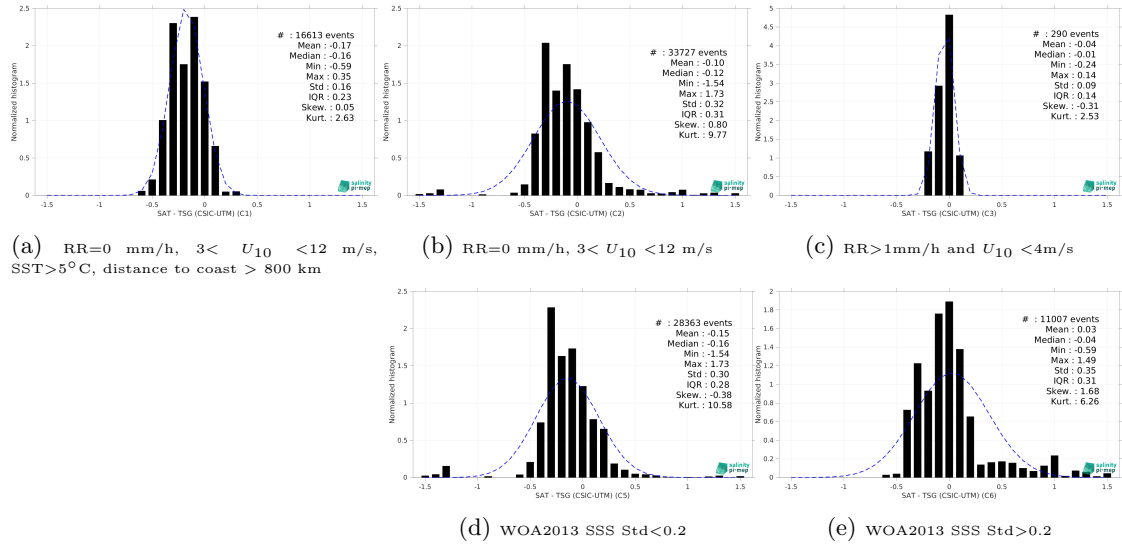 2.5
2
1.5
1
0.5
0
Normalized histogram
# : 16613 events
Mean : -0.17
Median : -0.16
Min : -0.59
Max : 0.35
Std : 0.16
IQR : 0.23
Skew. : 0.05
Kurt. : 2.63
salinity
pi-mep
-1.5 -1 -0.5 0 0.5 1 1.5
SAT - TSG (CSIC-UTM) (C1)
(a) RR=0 mm/h, 3< U10 <12 m/s,
SST>5°C, distance to coast > 800 km
2.5
2
1.5
1
0.5
0
Normalized histogram
# : 33727 events
Mean : -0.10
Median : -0.12
Min : -1.54
Max : 1.73
Std : 0.32
IQR : 0.31
Skew. : 0.80
Kurt. : 9.77
salinity
pi-mep
-1.5 -1 -0.5 0 0.5 1 1.5
SAT - TSG (CSIC-UTM) (C2)
(b) RR=0 mm/h, 3< U10 <12 m/s
5
4.5
4
3.5
3
2.5
2
1.5
1
0.5
0
Normalized histogram
# : 290 events
Mean : -0.04
Median : -0.01
Min : -0.24
Max : 0.14
Std : 0.09
IQR : 0.14
Skew. : -0.31
Kurt. : 2.53
salinity
pi-mep
-1.5 -1 -0.5 0 0.5 1 1.5
SAT - TSG (CSIC-UTM) (C3)
(c) RR>1mm/h and U10 <4m/s
2.5
2
1.5
1
0.5
0
Normalized histogram
# : 28363 events
Mean : -0.15
Median : -0.16
Min : -1.54
Max : 1.73
Std : 0.30
IQR : 0.28
Skew. : -0.38
Kurt. : 10.58
salinity
pi-mep
-1.5 -1 -0.5 0 0.5 1 1.5
SAT - TSG (CSIC-UTM) (C5)
(d) WOA2013 SSS Std<0.2
2
1.8
1.6
1.4
1.2
1
0.8
0.6
0.4
0.2
0
Normalized histogram
# : 11007 events
Mean : 0.03
Median : -0.04
Min : -0.59
Max : 1.49
Std : 0.35
IQR : 0.31
Skew. : 1.68
Kurt. : 6.26
salinity
pi-mep
-1.5 -1 -0.5 0 0.5 1 1.5
SAT - TSG (CSIC-UTM) (C6)
(e) WOA2013 SSS Std>0.2